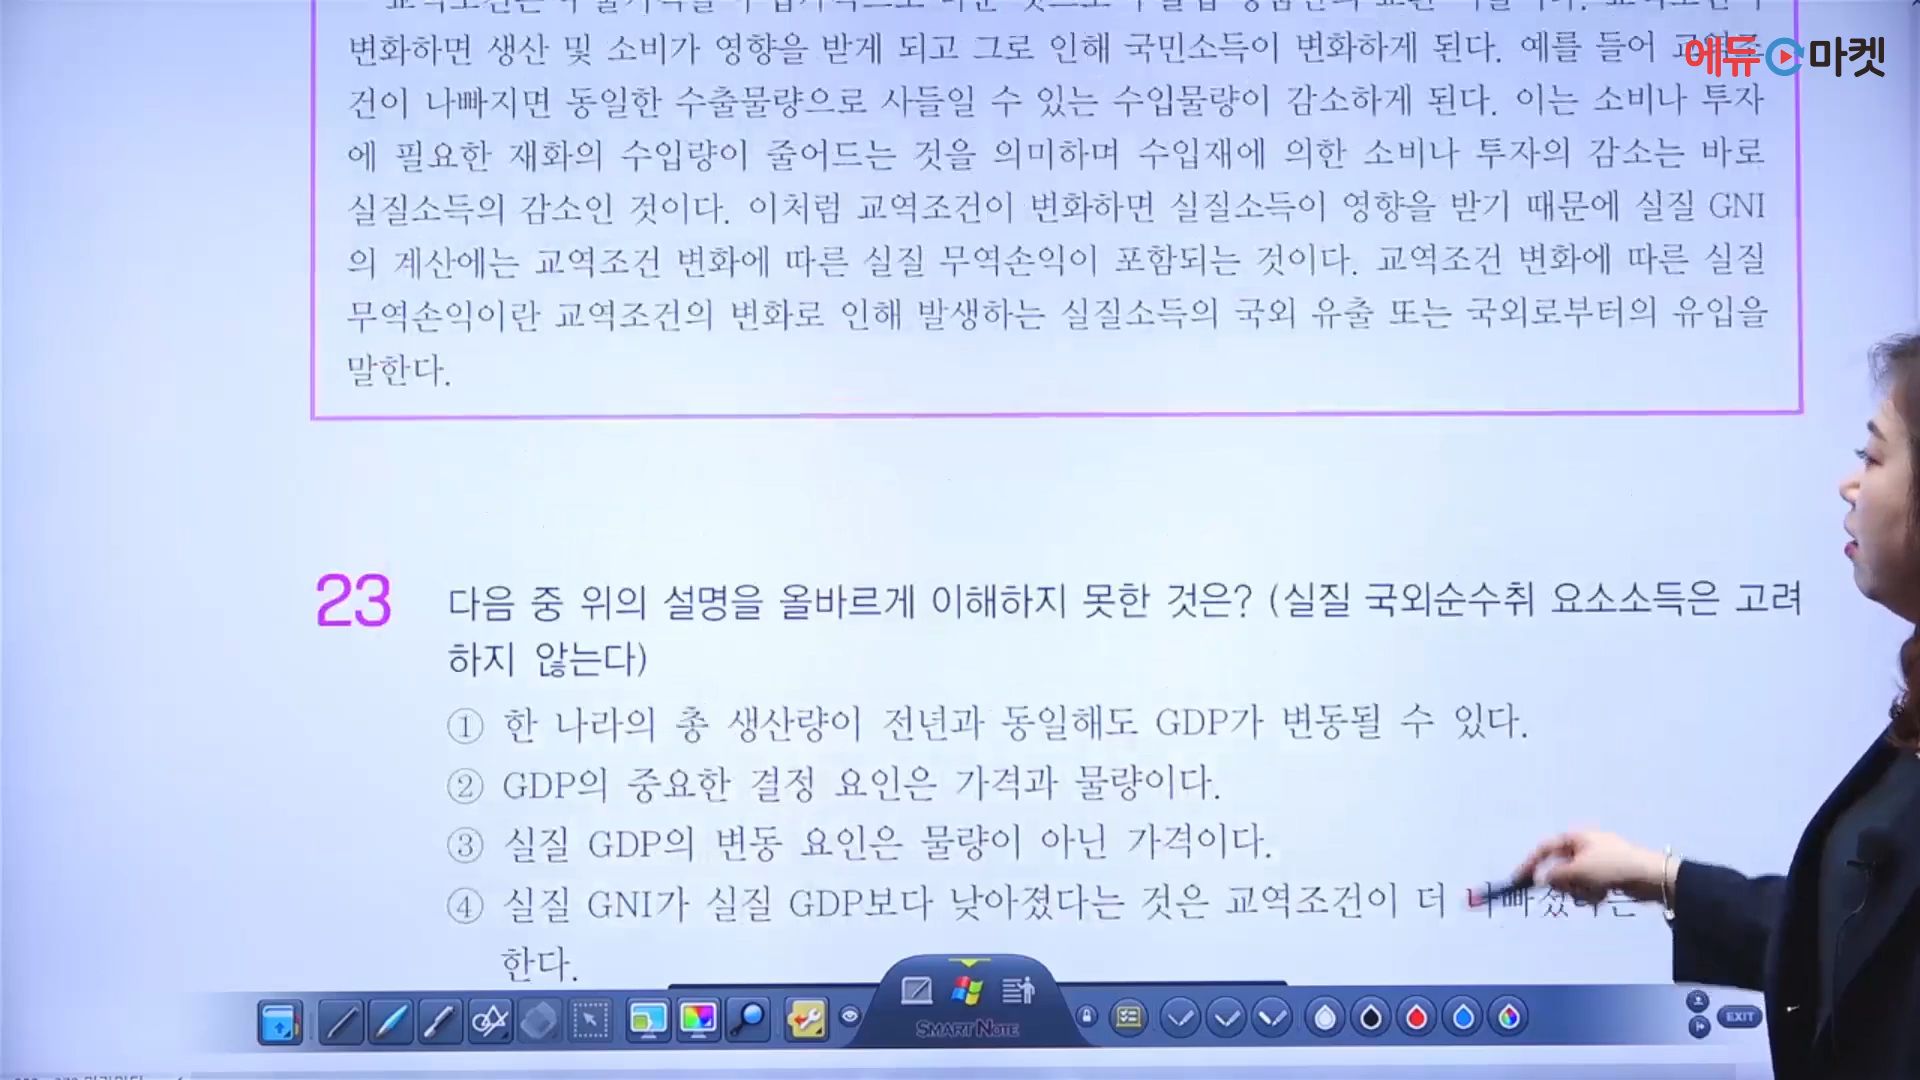 변화하면 생산 및 소비가 영향을 받게 되고 그로 인해 국민소득이 변화하게 된다. 예를 들어 교역조
에듀 마켓
건이 나빠지면 동일한 수출물량으로 사들일 수 있는 수입물량이 감소하게 된다. 이는 소비나 투자
에 필요한 재화의 수입량이 줄어드는 것을 의미하며 수입재에 의한 소비나 투자의 감소는 바로
실질소득의 감소인 것이다. 이처럼 교역조건이 변화하면 실질소득이 영향을 받기 때문에 실질 GNI
의 계산에는 교역조건 변화에 따른 실질 무역손익이 포함되는 것이다. 교역조건 변화에 따른 실질
무역손익이란 교역조건의 변화로 인해 발생하는 실질소득의 국외 유출 또는 국외로부터의 유입을
말한다.
23 다음 중 위의 설명을 올바르게 이해하지 못한 것은? (실질 국외순수취 요소소득은 고려
하지 않는다)
① 한 나라의 총 생산량이 전년과 동일해도 GDP가 변동될 수 있다.
② GDP의 중요한 결정 요인은 가격과 물량이다.
③ 실질 GDP의 변동 요인은 물량이 아닌 가격이다.
④ 실질 GNI가 실질 GDP보다 낮아졌다는 것은 교역조건이 더
한다.
SMART NOTE
EXIT